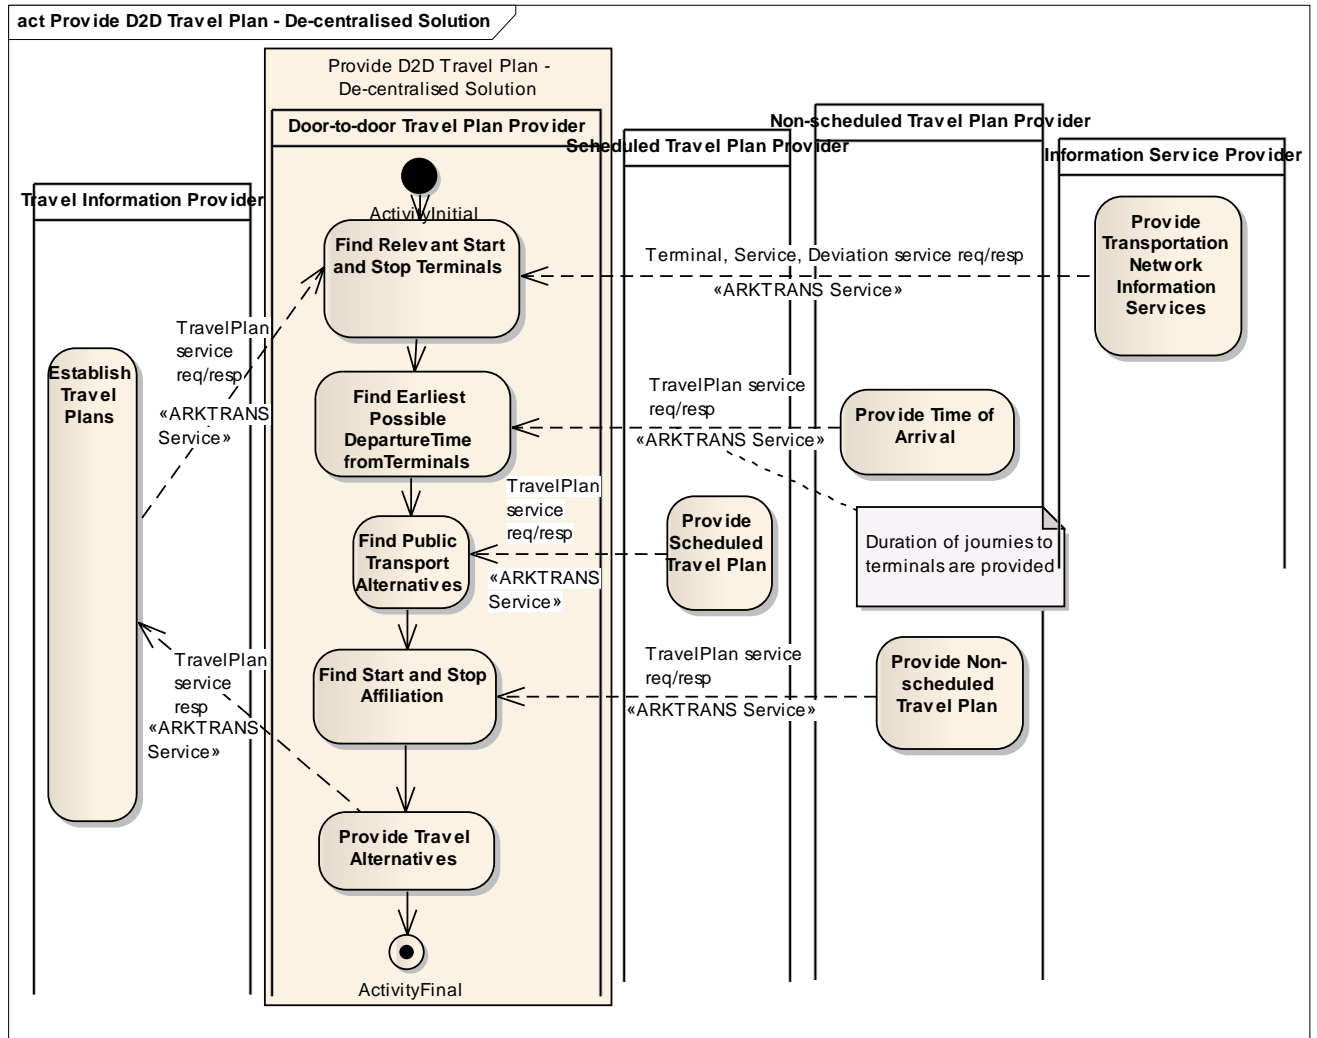 act Provide D2D Travel Plan - De-centralised Solution
Provide D2D Travel Plan -
De-centralised Solution
Door-to-door Travel Plan Provider
Non-scheduled Travel Plan Provider
Scheduled Travel Plan Provider
Information Service Provider
Travel Information Provider
ActivityInitial
Find Relevant Start
and Stop Terminals
Terminal, Service, Deviation service req/resp
«ARKTRANS Service»
Provide
Transportation
Network
Information
Services
TravelPlan
service
req/resp
«ARKTRANS
Service»
Establish
Travel
Plans
Find Earliest
Possible
DepartureTime
fromTerminals
TravelPlan service
req/resp
«ARKTRANS Service»
Provide Time of
Arrival
TravelPlan
service
req/resp
«ARKTRANS
Service»
Find Public
Transport
Alternatives
Provide
Scheduled
Travel Plan
Duration of journies to
terminals are provided
Find Start and Stop
Affiliation
TravelPlan service
req/resp
«ARKTRANS Service»
Provide Non-
scheduled
Travel Plan
TravelPlan
service
resp
«ARKTRANS
Service»
Provide Travel
Alternatives
ActivityFinal